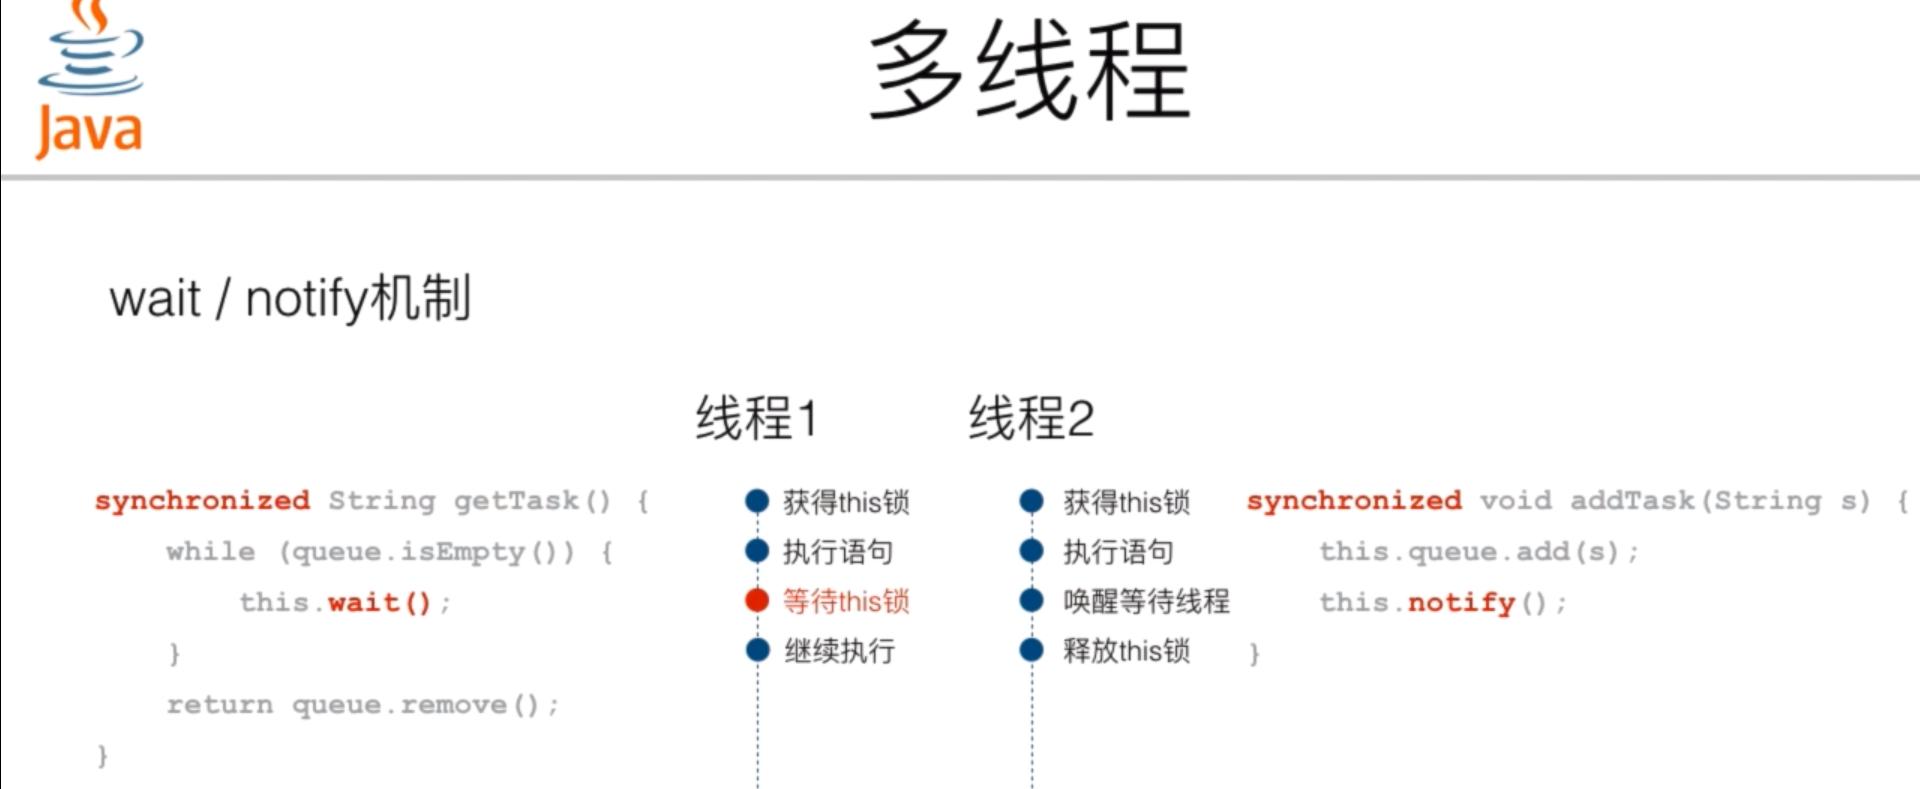 Java
多线程
wait / notify机制
线程1
线程2
synchronized String getTask() {
while (queue.isEmpty()) {
this.wait();
}
return queue.remove();
}
获得this锁
执行语句
等待this锁
继续执行
获得this锁
执行语句
唤醒等待线程
释放this锁
synchronized void addTask(String s) {
this.queue.add(s);
this.notify();
}